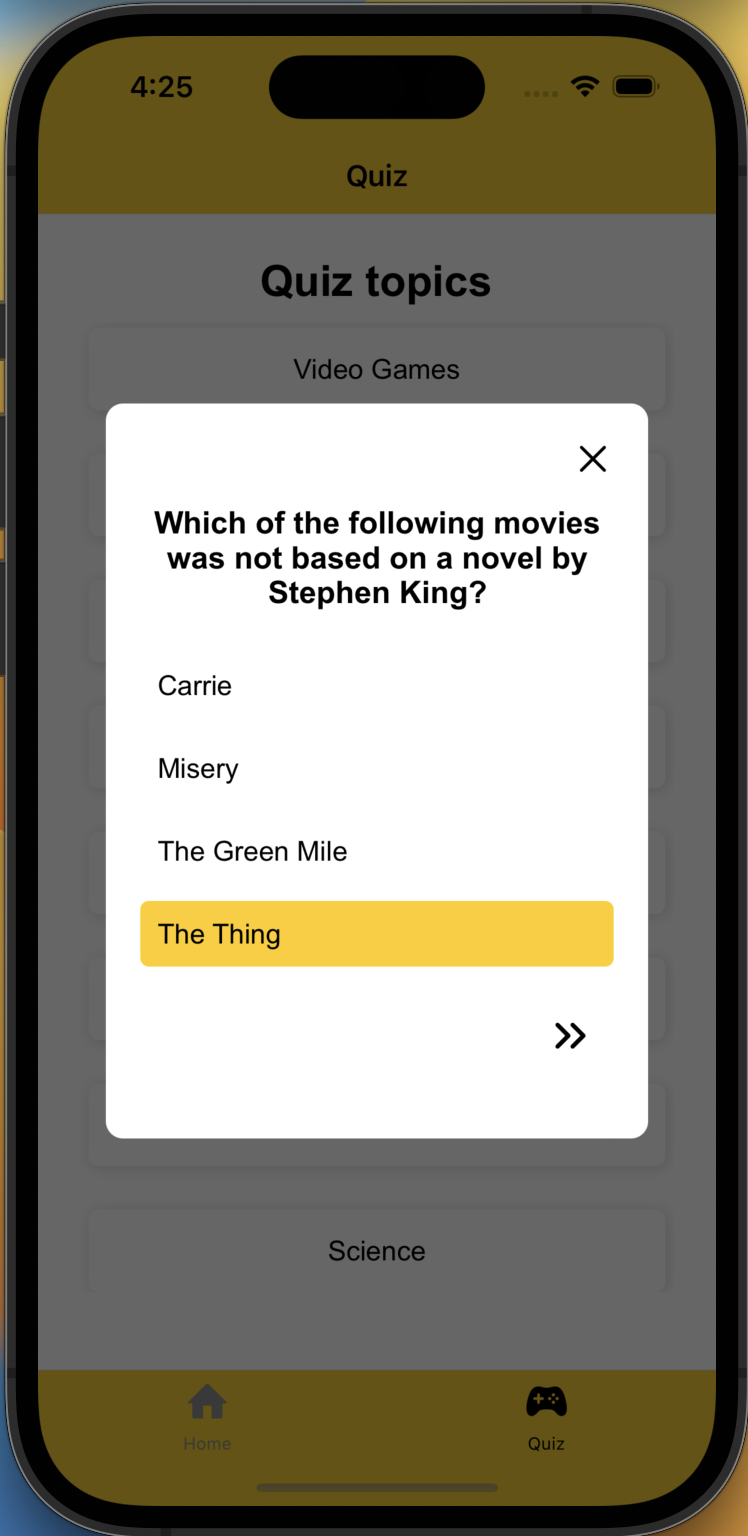 4:25
Quiz
Quiz topics
Video Games
Which of the following movies
was not based on a novel by
Stephen King?
Carrie
Misery
The Green Mile
The Thing
Science
Home
Quiz